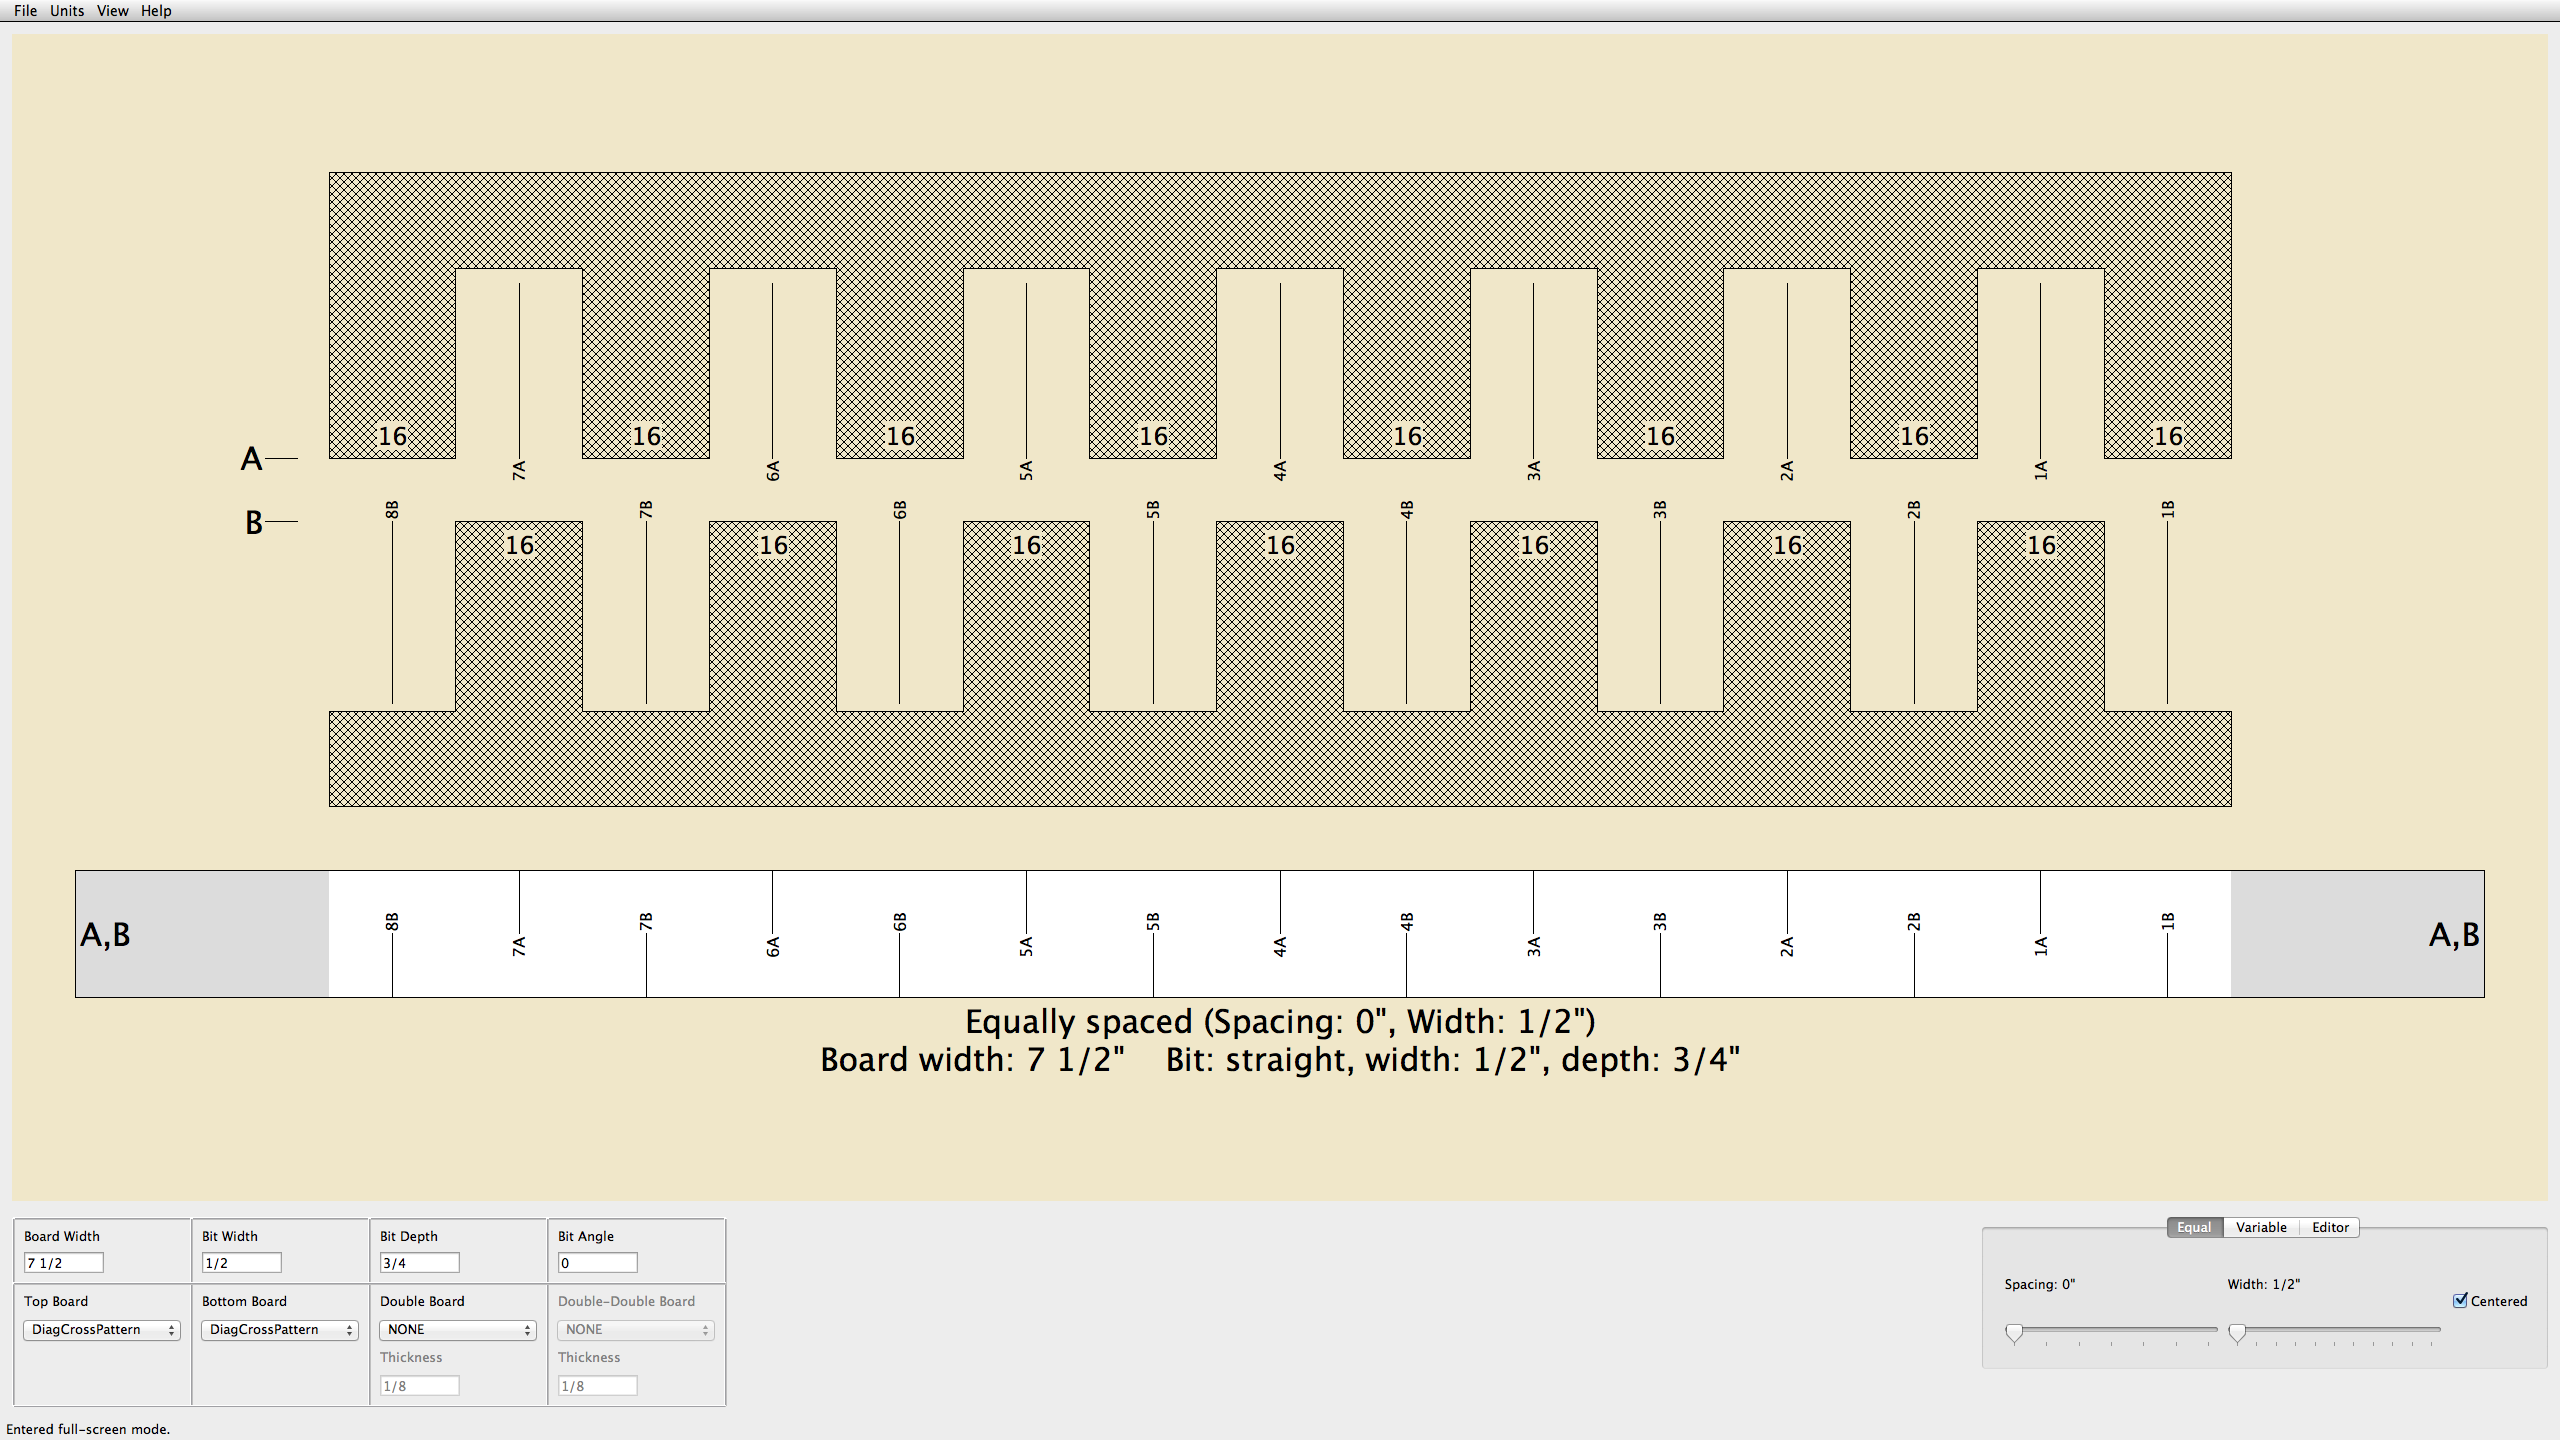 File Units View Help
16 16 16 16 16 16 16 16
A
7A 6A 5A 4A 3A 2A 1A
8B 7B 6B 5B 4B 3B 2B 1B
B
16 16 16 16 16 16 16
A,B 8B 7A 7B 6A 6B 5A 5B 4A 4B 3A 3B 2A 2B 1A 1B A,B
Equally spaced (Spacing: 0", Width: 1/2")
Board width: 7 1/2" Bit: straight, width: 1/2", depth: 3/4"
Board Width Bit Width Bit Depth Bit Angle
7 1/2 1/2 3/4 0
Top Board Bottom Board Double Board Double-Double Board
DiagCrossPattern DiagCrossPattern NONE NONE
Thickness Thickness
1/8 1/8
Equal Variable Editor
Spacing: 0" Width: 1/2"
Centered
Entered full-screen mode.